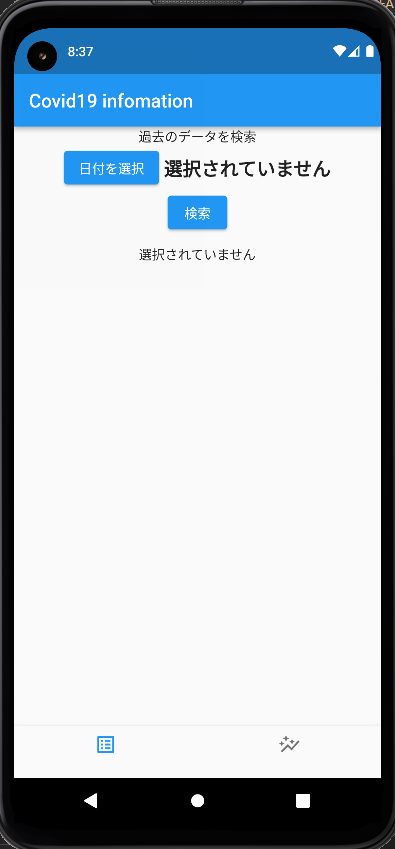 8:37
Covid19 infomation
過去のデータを検索
日付を選択 選択されていません
検索
選択されていません